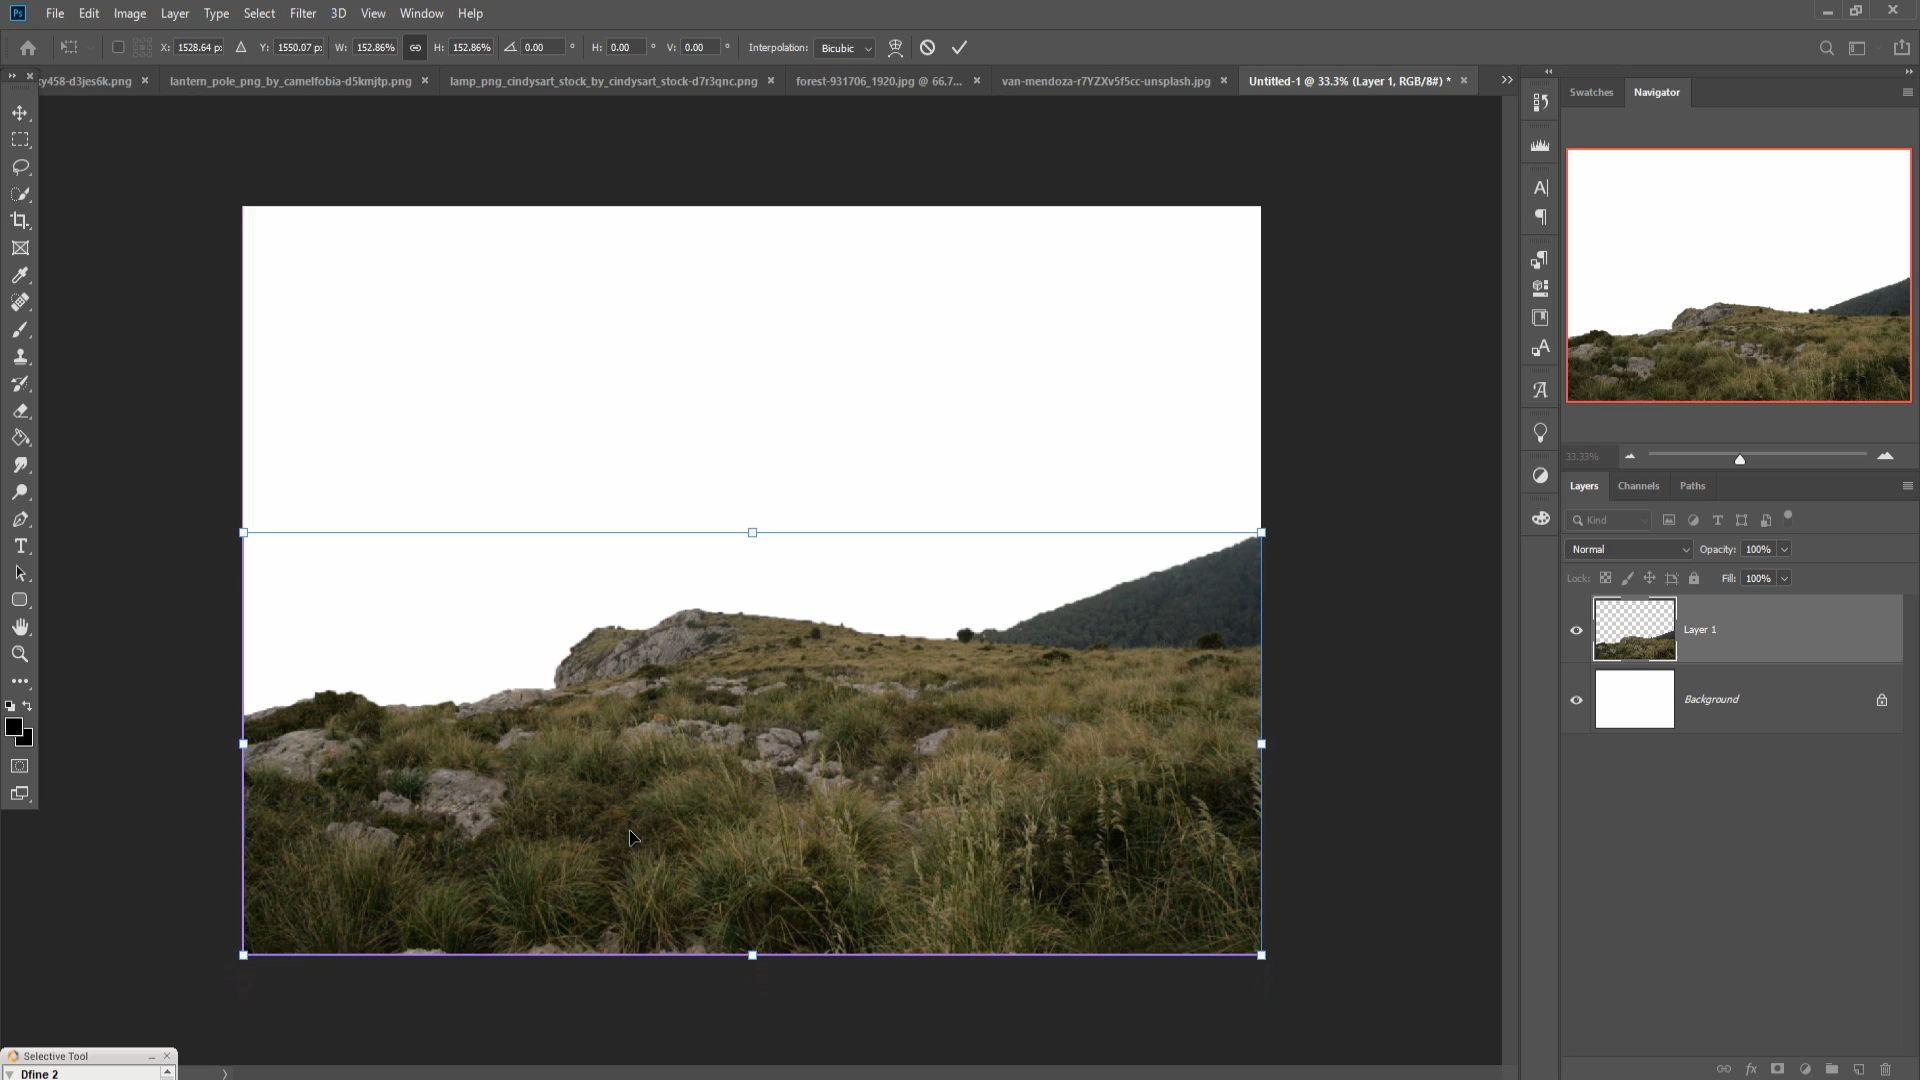 Ps File Edit Image Layer Type Select Filter 3D View Window Help
X: 1528.64 p: Y: 1550.07 p: W: 152.86% H: 152.86% 0.00 ° H: 0.00 ° V: 0.00 ° Interpolation: Bicubic
y458-d3jes6k.png × lantern_pole_png_by_camelfobia-d5kmjtp.png × lamp_png_cindysart_stock_by_cindysart_stock-d7r3qnc.png × forest-931706_1920.jpg @ 66.7... × van-mendoza-r7YZXv5f5cc-unsplash.jpg × Untitled-1 @ 33.3% (Layer 1, RGB/8#) * ×
Swatches Navigator
33.33%
Layers Channels Paths
Kind
Normal Opacity: 100%
Lock: Fill: 100%
Layer 1
Background
Selective Tool
Dfine 2